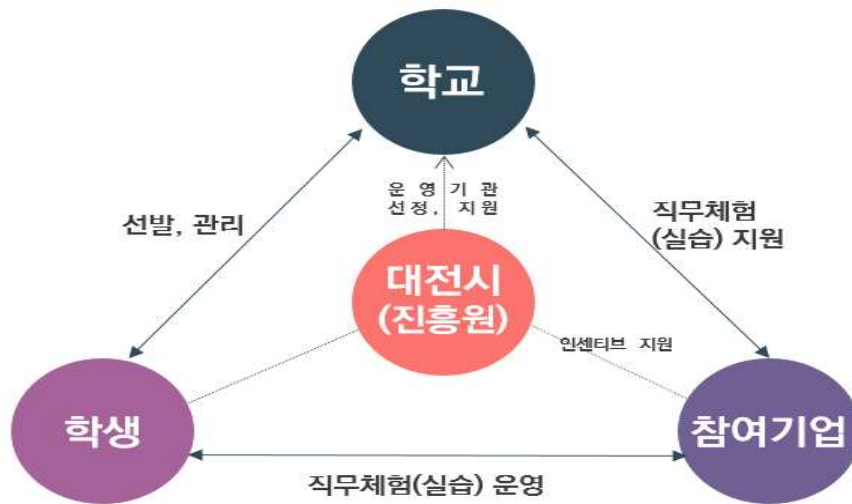 학교
운 영 기 관
선정, 지원
선발, 관리
직무체험
(실습) 지원
대전시
(진흥원)
인센티브 지원
학생
참여기업
직무체험(실습) 운영